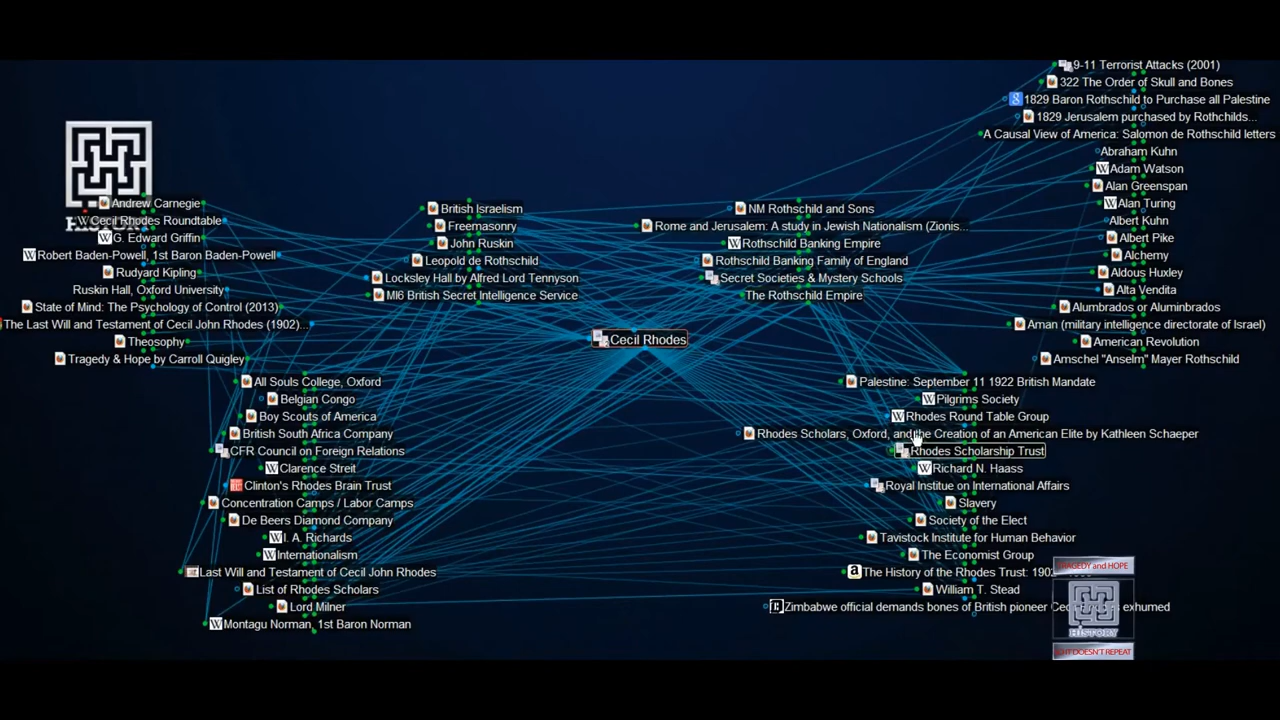 HISTORY
Andrew Carnegie
Cecil Rhodes Roundtable
G. Edward Griffin
Robert Baden-Powell, 1st Baron Baden-Powell
Rudyard Kipling
Ruskin Hall, Oxford University
State of Mind: The Psychology of Control (2013)
The Last Will and Testament of Cecil John Rhodes (1902)...
Theosophy
Tragedy & Hope by Carroll Quigley
British Israelism
Freemasonry
John Ruskin
Leopold de Rothschild
Locksley Hall by Alfred Lord Tennyson
MI6 British Secret Intelligence Service
NM Rothschild and Sons
Rome and Jerusalem: A study in Jewish Nationalism (Zionis...
Rothschild Banking Empire
Rothschild Banking Family of England
Secret Societies & Mystery Schools
The Rothschild Empire
9-11 Terrorist Attacks (2001)
322 The Order of Skull and Bones
1829 Baron Rothschild to Purchase all Palestine
1829 Jerusalem purchased by Rothchilds...
A Causal View of America: Salomon de Rothschild letters
Abraham Kuhn
Adam Watson
Alan Greenspan
Alan Turing
Albert Kuhn
Albert Pike
Alchemy
Aldous Huxley
Alta Vendita
Alumbrados or Aluminbrados
Aman (military intelligence directorate of Israel)
American Revolution
Amschel "Anselm" Mayer Rothschild
Cecil Rhodes
All Souls College, Oxford
Belgian Congo
Boy Scouts of America
British South Africa Company
CFR Council on Foreign Relations
Clarence Streit
Clinton's Rhodes Brain Trust
Concentration Camps / Labor Camps
De Beers Diamond Company
I. A. Richards
Internationalism
Last Will and Testament of Cecil John Rhodes
List of Rhodes Scholars
Lord Milner
Montagu Norman, 1st Baron Norman
Palestine: September 11 1922 British Mandate
Pilgrims Society
Rhodes Round Table Group
Rhodes Scholars, Oxford, and the Creation of an American Elite by Kathleen Schaeper
Rhodes Scholarship Trust
Richard N. Haass
Royal Institue on International Affairs
Slavery
Society of the Elect
Tavistock Institute for Human Behavior
The Economist Group
The History of the Rhodes Trust:
William T. Stead
Zimbabwe official demands bones of British pioneer Cecil Rhodes exhumed
TRAGEDY and HOPE
HISTORY
DOESN'T REPEAT